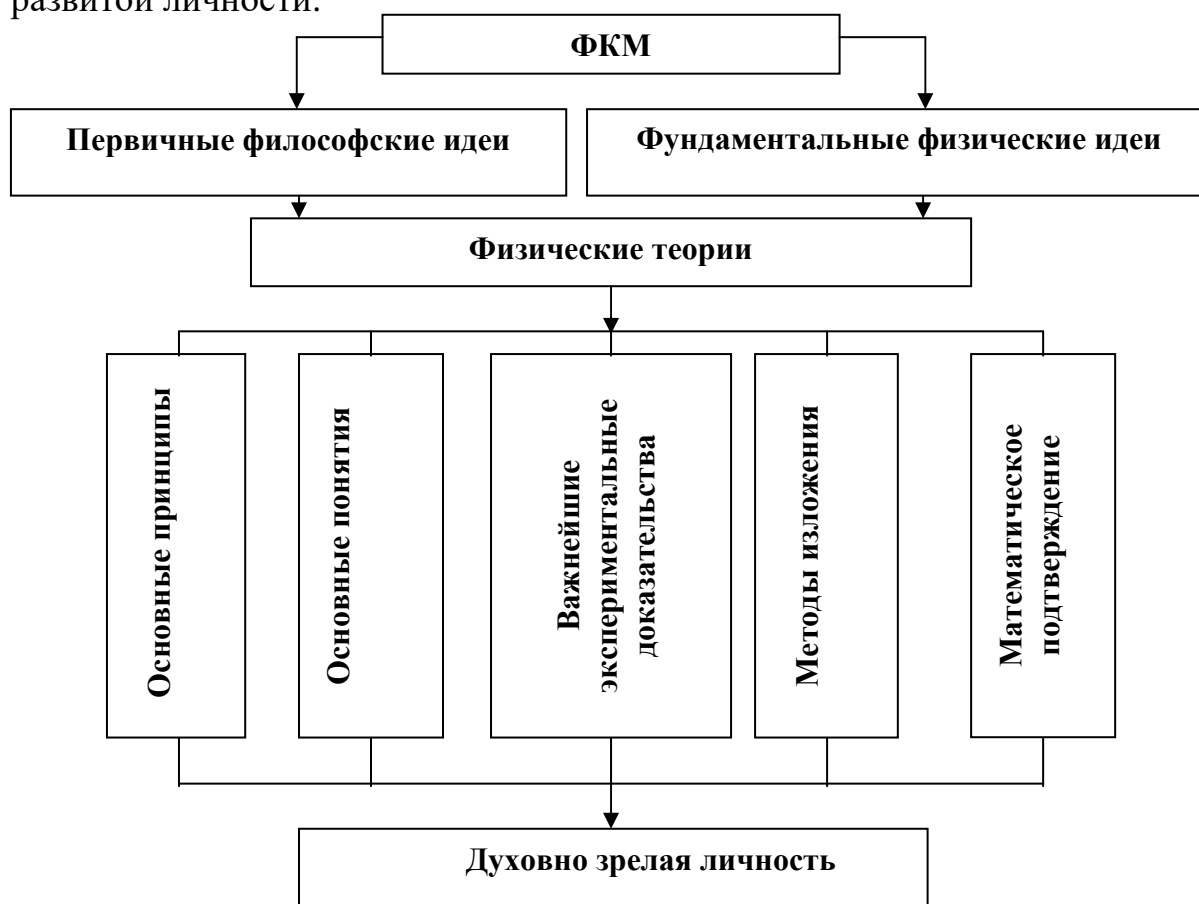 развитой личности.
ФКМ
Первичные философские идеи
Фундаментальные физические идеи
Физические теории
Основные принципы
Основные понятия
Важнейшие
экспериментальные
доказательства
Методы изложения
Математическое
подтверждение
Духовно зрелая личность